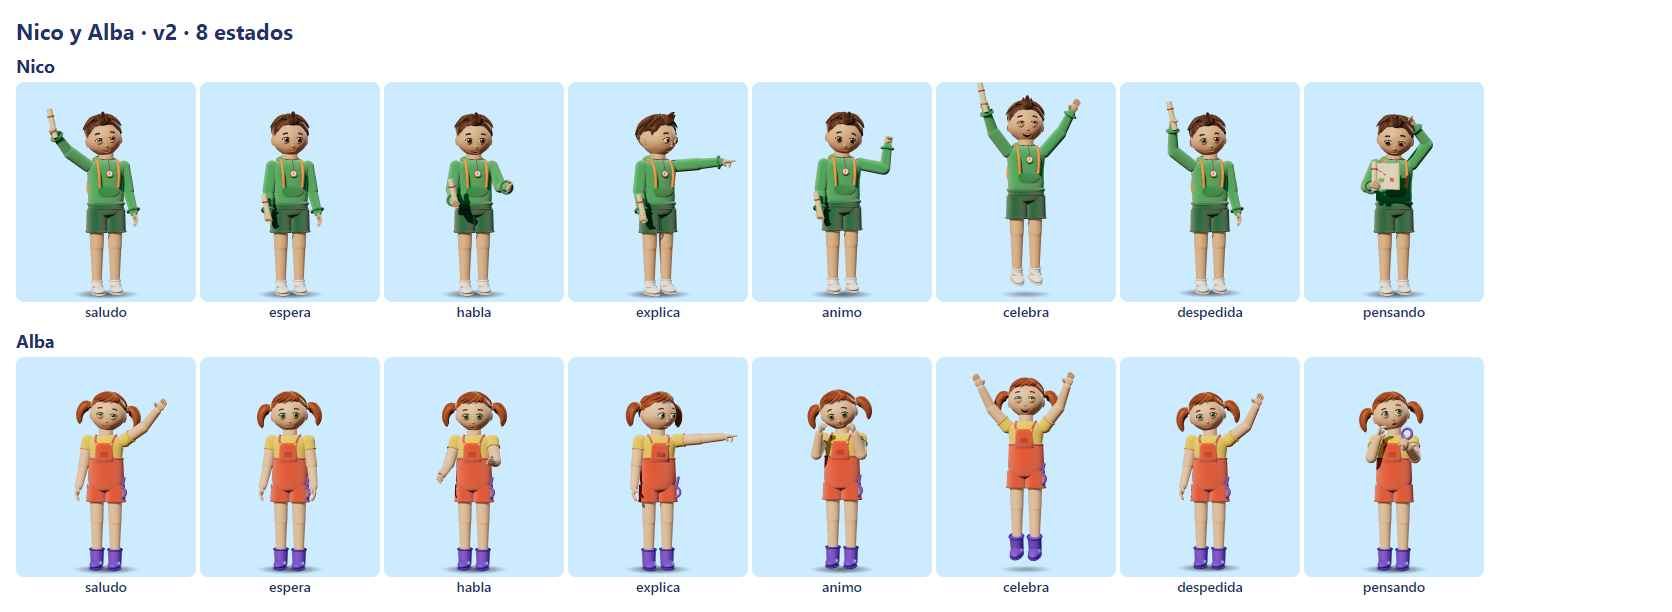 Nico y Alba · v2 · 8 estados
Nico
saludo espera habla explica animo celebra despedida pensando
Alba
saludo espera habla explica animo celebra despedida pensando